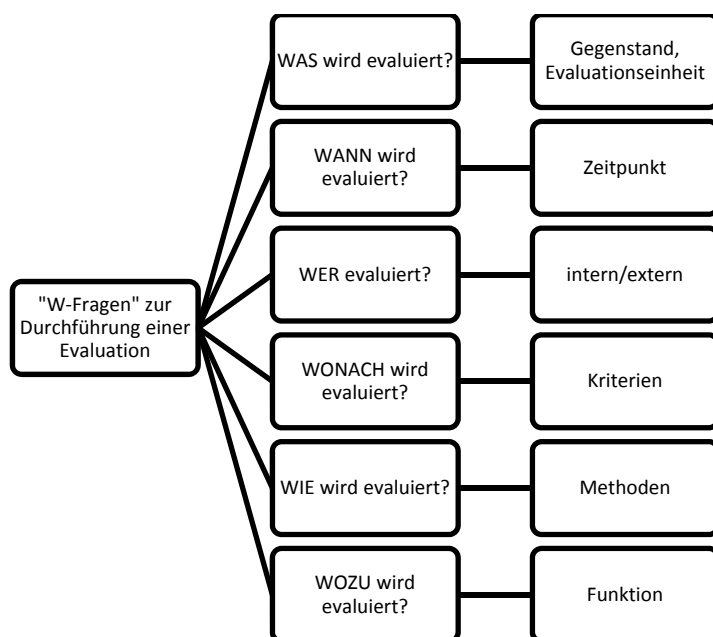 "W-Fragen" zur
Durchführung einer
Evaluation
WAS wird evaluiert?
Gegenstand,
Evaluationseinheit
WANN wird
evaluiert?
Zeitpunkt
WER evaluiert?
intern/extern
WONACH wird
evaluiert?
Kriterien
WIE wird evaluiert?
Methoden
WOZU wird
evaluiert?
Funktion